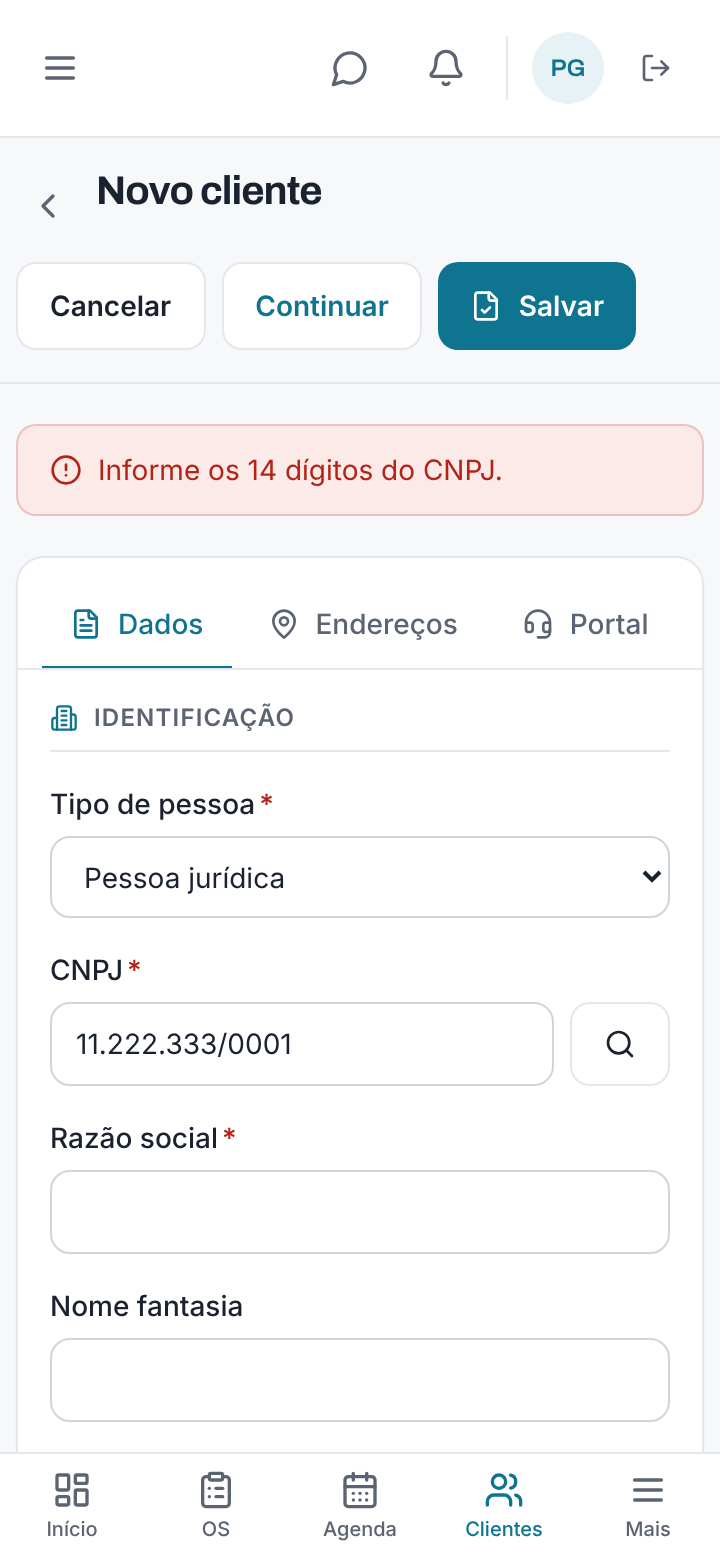 PG
Novo cliente
Cancelar
Continuar
Salvar
Informe os 14 dígitos do CNPJ.
Dados
Endereços
Portal
IDENTIFICAÇÃO
Tipo de pessoa*
Pessoa jurídica
CNPJ*
11.222.333/0001
Razão social*
Nome fantasia
Início
OS
Agenda
Clientes
Mais